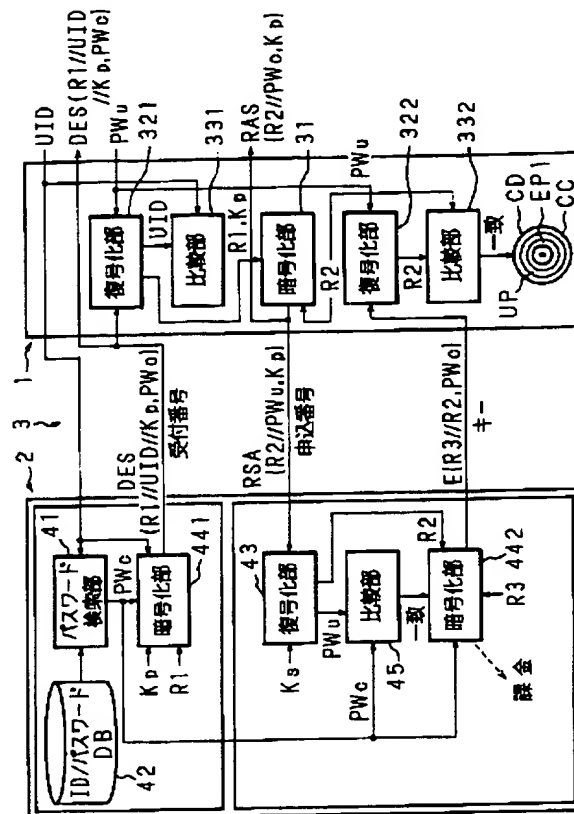 2
3
1
ID/パスワード
DB
42
41
パスワード
検索部
PWc
Kp
R1
暗号化部
441
DES
(R1//UID//Kp,PWc)
受付番号
UID
DES(R1//UID
//Kp,PWc)
PWu
321
復号化部
UID
331
比較部
R1,Kp
31
暗号化部
RAS
(R2//PWo,Kp)
RSA
(R2//PWu,Kp)
申込番号
R2
PWu
322
復号化部
R2
332
比較部
一致
CD
EP1
CC
UP
43
復号化部
Ks
PWu
R2
比較部
45
PWc
一致
暗号化部
442
R3
課金
E(R3//R2,PWc)
キー